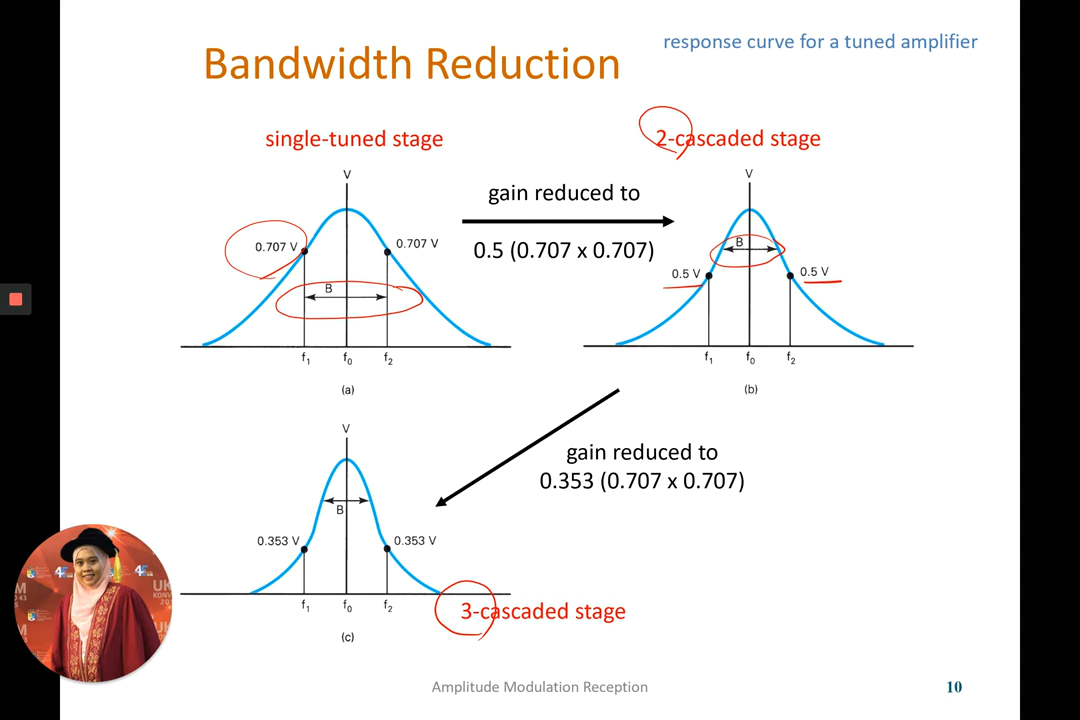 response curve for a tuned amplifier
Bandwidth Reduction
single-tuned stage
2-cascaded stage
V
0.707 V
0.707 V
B
f1 f0 f2
(a)
gain reduced to
0.5 (0.707 x 0.707)
V
B
0.5 V
0.5 V
f1 f0 f2
(b)
gain reduced to
0.353 (0.707 x 0.707)
V
B
0.353 V
0.353 V
f1 f0 f2
(c)
3-cascaded stage
Amplitude Modulation Reception
10